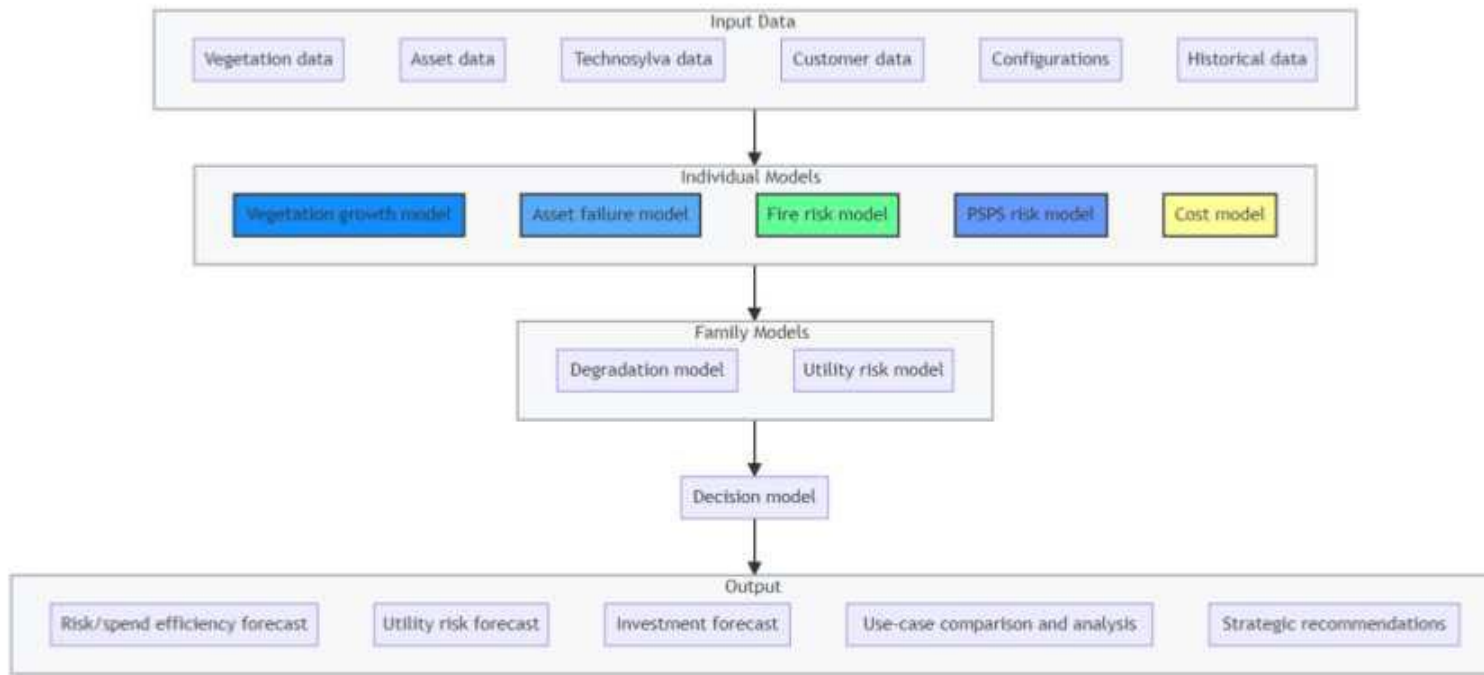 Input Data
Vegetation data
Asset data
Technosylva data
Customer data
Configurations
Historical data
Individual Models
Vegetation growth model
Asset failure model
Fire risk model
PSPS risk model
Cost model
Family Models
Degradation model
Utility risk model
Decision model
Output
Risk/spend efficiency forecast
Utility risk forecast
Investment forecast
Use-case comparison and analysis
Strategic recommendations